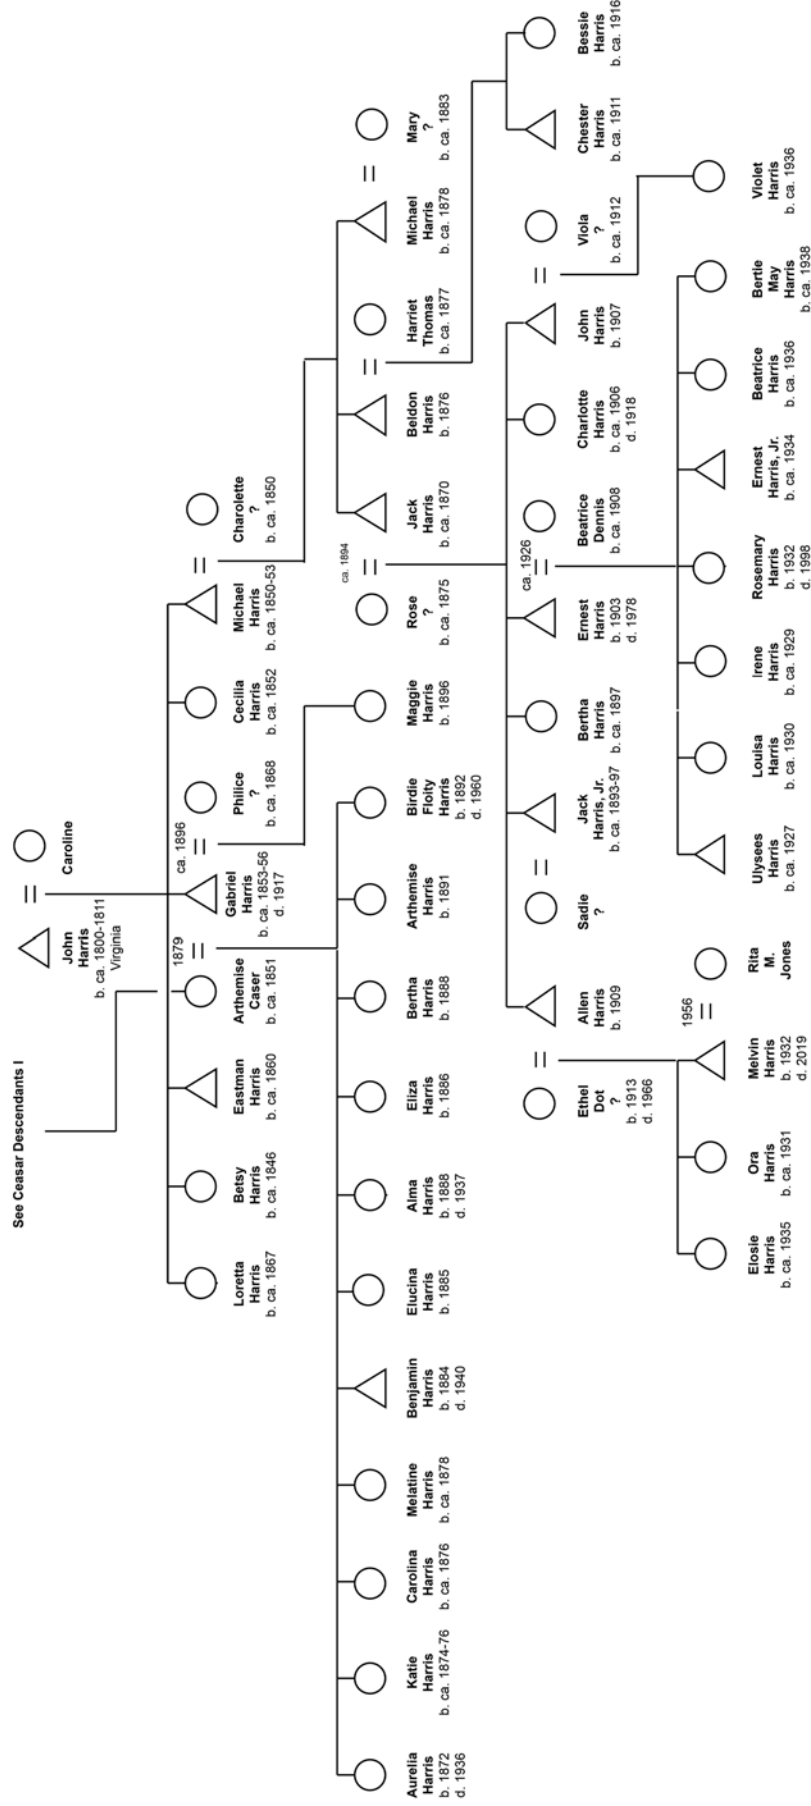 See Ceasar Descendants I
John
Harris
b. ca. 1800-1811
Virginia
=
Caroline
Loretta
Harris
b. ca. 1867
Betsy
Harris
b. ca. 1846
Eastman
Harris
b. ca. 1860
Arthemise
Caser
b. ca. 1851
1879
=
Gabriel
Harris
b. ca. 1853-56
d. 1917
ca. 1896
=
Philice
?
b. ca. 1868
Cecilia
Harris
b. ca. 1852
Michael
Harris
b. ca. 1850-53
=
Charolette
?
b. ca. 1850
Aurelia
Harris
b. 1872
d. 1936
Katie
Harris
b. ca. 1874-76
Carolina
Harris
b. ca. 1876
Melatine
Harris
b. ca. 1878
Benjamin
Harris
b. 1884
d. 1940
Elucina
Harris
b. 1885
Alma
Harris
b. 1888
d. 1937
Eliza
Harris
b. 1886
Bertha
Harris
b. 1888
Arthemise
Harris
b. 1891
Birdie
Floity
Harris
b. 1892
d. 1960
Maggie
Harris
b. 1896
Rose
?
b. ca. 1875
ca. 1894
=
Jack
Harris
b. ca. 1870
Beldon
Harris
b. 1876
=
Harriet
Thomas
b. ca. 1877
Michael
Harris
b. ca. 1878
=
Mary
?
b. ca. 1883
Ethel
Dot
?
b. 1913
d. 1966
=
Allen
Harris
b. 1909
Sadie
?
=
Jack
Harris, Jr.
b. ca. 1893-97
Bertha
Harris
b. ca. 1897
Ernest
Harris
b. 1903
d. 1978
ca. 1926
=
Beatrice
Dennis
b. ca. 1908
Charlotte
Harris
b. ca. 1906
d. 1918
John
Harris
b. 1907
=
Viola
?
b. ca. 1912
Chester
Harris
b. ca. 1911
Bessie
Harris
b. ca. 1916
Elosie
Harris
b. ca. 1935
Ora
Harris
b. ca. 1931
Melvin
Harris
b. 1932
d. 2019
1956
=
Rita
M.
Jones
Ulysees
Harris
b. ca. 1927
Louisa
Harris
b. ca. 1930
Irene
Harris
b. ca. 1929
Rosemary
Harris
b. 1932
d. 1998
Ernest
Harris, Jr.
b. ca. 1934
Beatrice
Harris
b. ca. 1936
Bertie
May
Harris
b. ca. 1938
Violet
Harris
b. ca. 1936